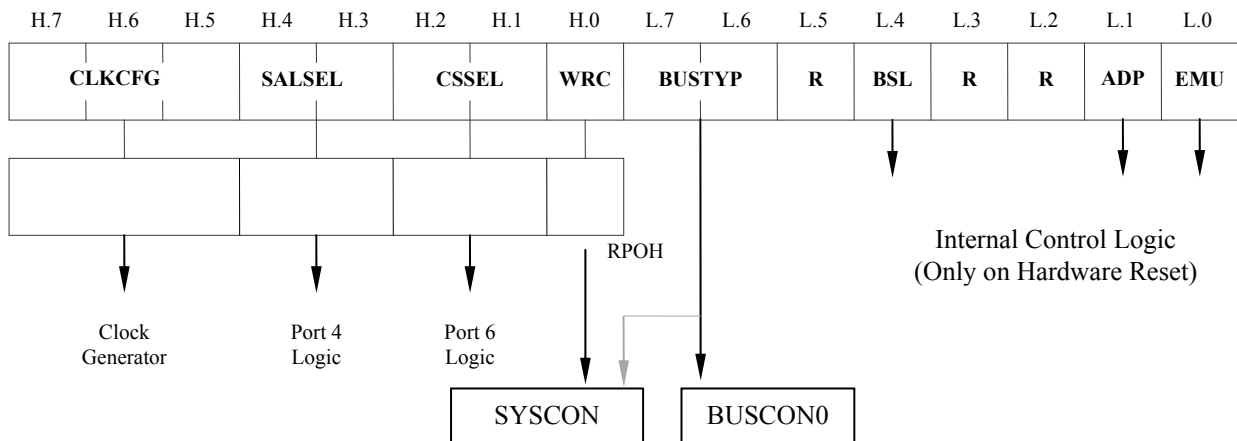 H.7 H.6 H.5 H.4 H.3 H.2 H.1 H.0 L.7 L.6 L.5 L.4 L.3 L.2 L.1 L.0
CLKCFG SALSEL CSSEL WRC BUSTYP R BSL R R ADP EMU
RPOH
Internal Control Logic
(Only on Hardware Reset)
Clock
Generator
Port 4
Logic
Port 6
Logic
SYSCON BUSCON0